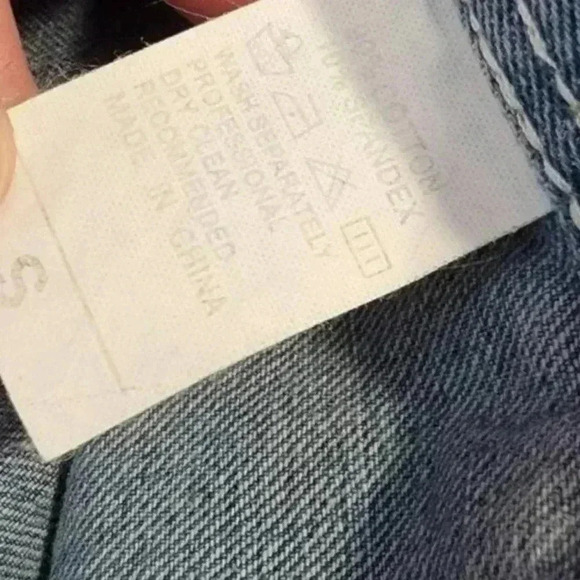 COTTON
10% SPANDEX
WASH SEPARATELY
PROFESSIONAL
DRY CLEAN
RECOMMENDED
MADE IN CHINA
S